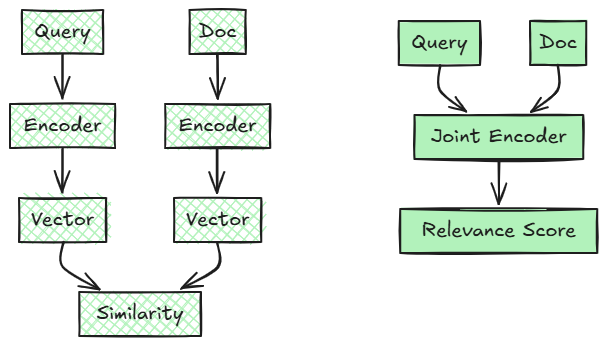 Query
Doc
Encoder
Encoder
Vector
Vector
Similarity
Query
Doc
Joint Encoder
Relevance Score